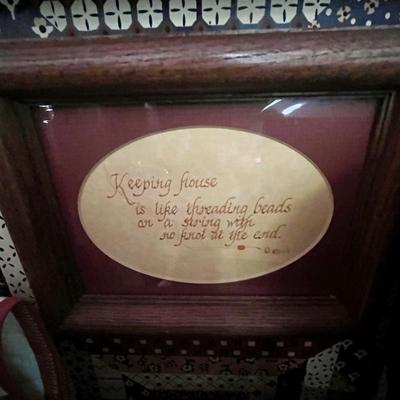 Keeping house
is like threading beads
on a string with
no knot at the end.